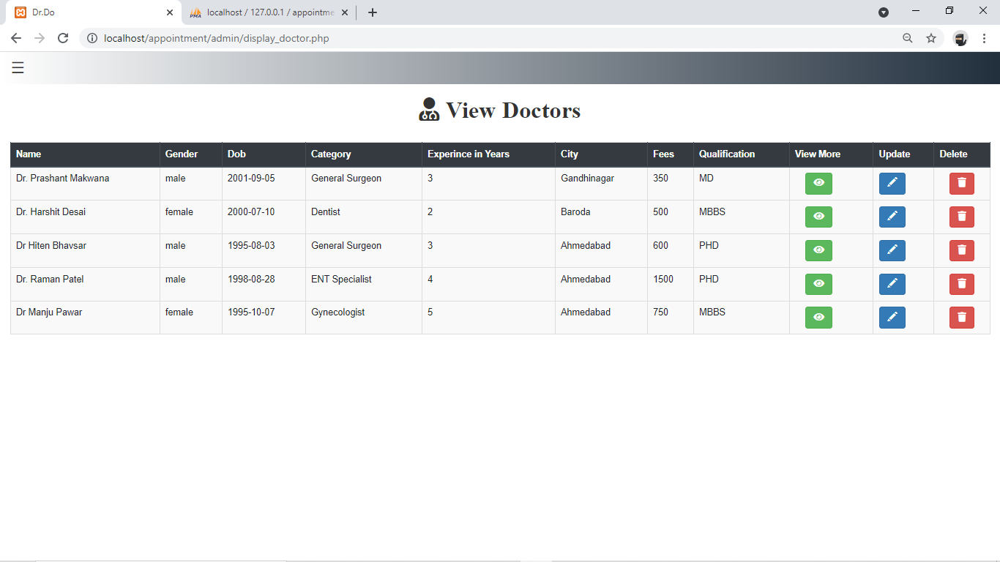 Dr.Do
localhost / 127.0.0.1 / appointme
localhost/appointment/admin/display_doctor.php
View Doctors
Name Gender Dob Category Experince in Years City Fees Qualification View More Update Delete
Dr. Prashant Makwana male 2001-09-05 General Surgeon 3 Gandhinagar 350 MD
Dr. Harshit Desai female 2000-07-10 Dentist 2 Baroda 500 MBBS
Dr Hiten Bhavsar male 1995-08-03 General Surgeon 3 Ahmedabad 600 PHD
Dr. Raman Patel male 1998-08-28 ENT Specialist 4 Ahmedabad 1500 PHD
Dr Manju Pawar female 1995-10-07 Gynecologist 5 Ahmedabad 750 MBBS